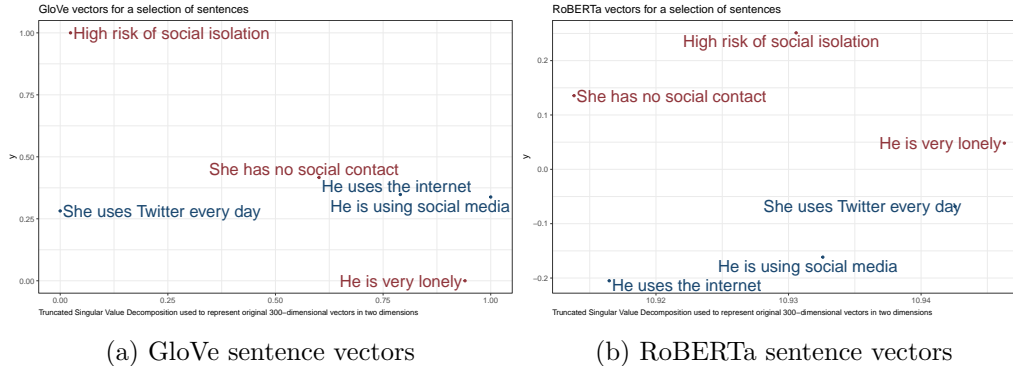 GloVe vectors for a selection of sentences
1.00
High risk of social isolation
0.75
y
0.50
She has no social contact
He uses the internet
He is using social media
0.25
She uses Twitter every day
0.00
He is very lonely
0.00 0.25 0.50 0.75 1.00
Truncated Singular Value Decomposition used to represent original 300−dimensional vectors in two dimensions
(a) GloVe sentence vectors
RoBERTa vectors for a selection of sentences
High risk of social isolation
0.2
She has no social contact
0.1
y
He is very lonely
0.0
She uses Twitter every day
−0.1
He is using social media
−0.2
He uses the internet
10.92 10.93 10.94
Truncated Singular Value Decomposition used to represent original 300−dimensional vectors in two dimensions
(b) RoBERTa sentence vectors